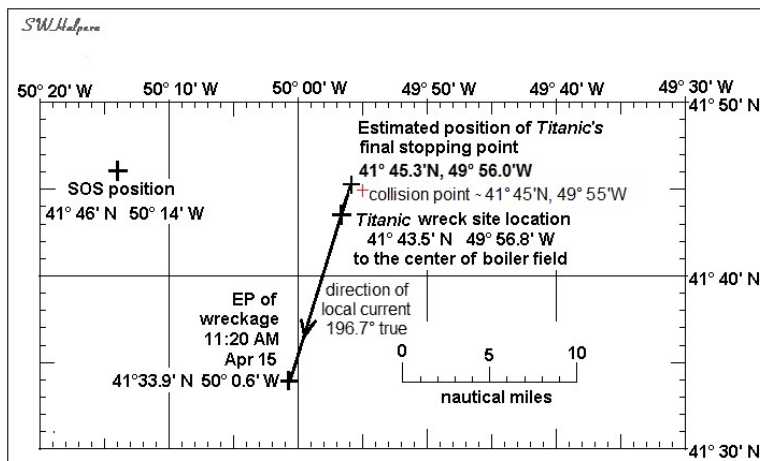 SWHalpern
50° 20' W 50° 10' W 50° 00' W 49° 50' W 49° 40' W 49° 30' W
41° 50' N
Estimated position of Titanic's
final stopping point
41° 45.3'N, 49° 56.0'W
collision point ~ 41° 45'N, 49° 55'W
SOS position
41° 46' N 50° 14' W
Titanic wreck site location
41° 43.5' N 49° 56.8' W
to the center of boiler field
41° 40' N
EP of
wreckage
11:20 AM
Apr 15
41°33.9' N 50° 0.6' W
direction of
local current
196.7° true
0 5 10
nautical miles
41° 30' N